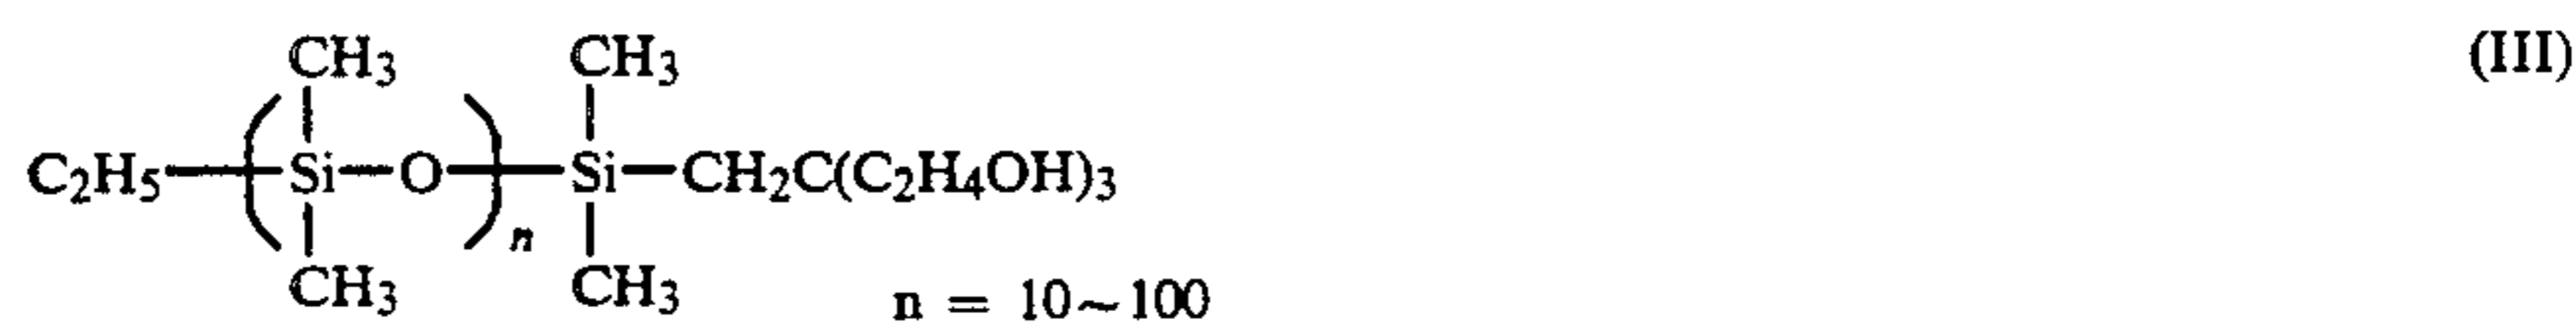 CH₃ CH₃ (III)
C₂H₅—(Si—O)ₙ—Si—CH₂C(C₂H₄OH)₃
CH₃ CH₃ n = 10~100